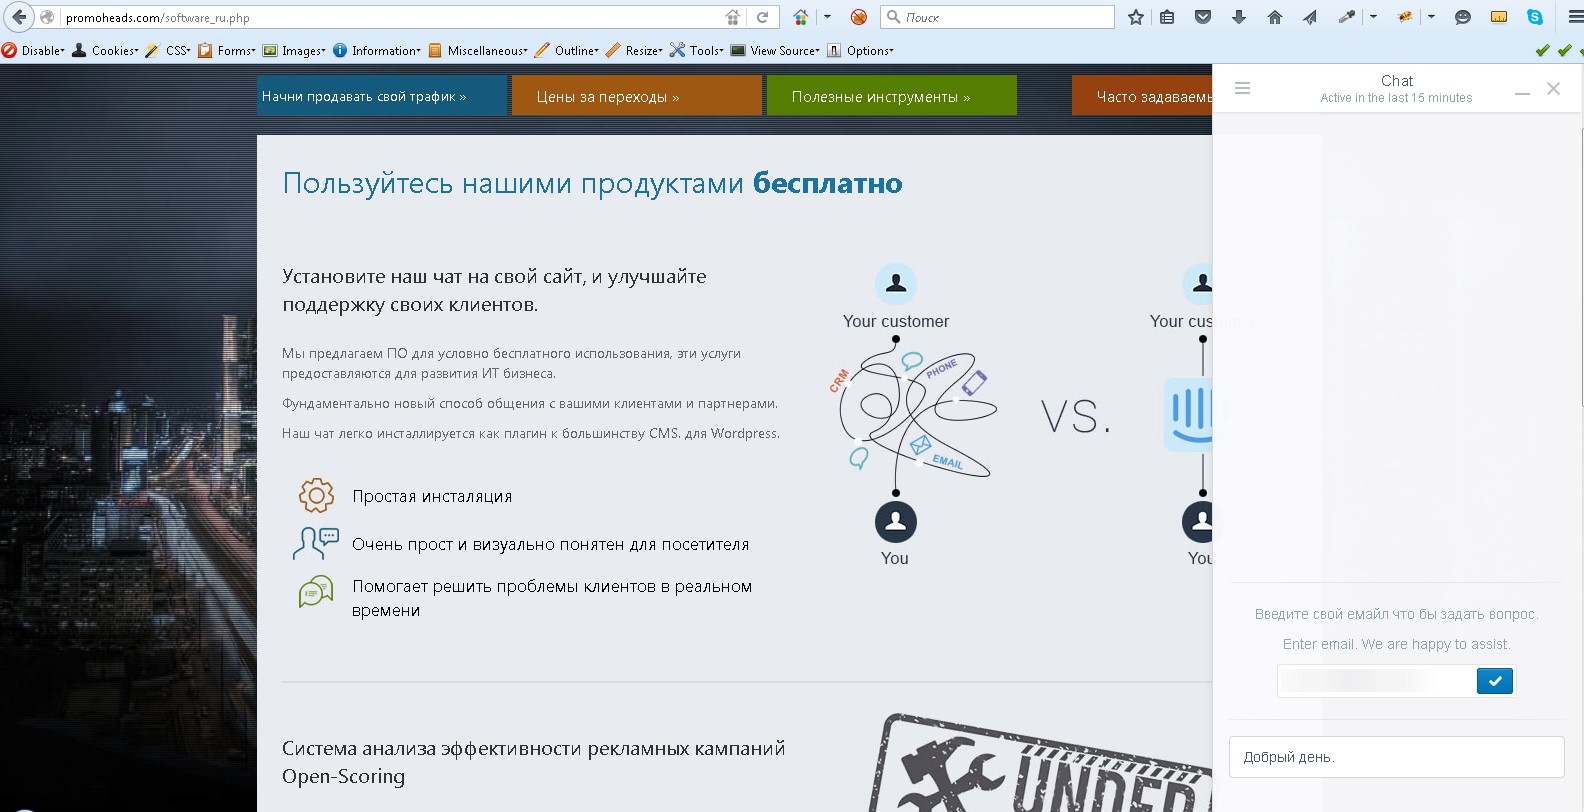 promoheads.com/software_ru.php
Поиск
Disable Cookies CSS Forms Images Information Miscellaneous Outline Resize Tools View Source Options
Начни продавать свой трафик »
Цены за переходы »
Полезные инструменты »
Часто задаваемы
Chat
Active in the last 15 minutes
Пользуйтесь нашими продуктами бесплатно
Установите наш чат на свой сайт, и улучшайте
поддержку своих клиентов.
Мы предлагаем ПО для условно бесплатного использования, эти услуги
предоставляются для развития ИТ бизнеса.
Фундаментально новый способ общения с вашими клиентами и партнерами.
Наш чат легко инсталлируется как плагин к большинству CMS. для Wordpress.
Простая инсталяция
Очень прост и визуально понятен для посетителя
Помогает решить проблемы клиентов в реальном
времени
Your customer
CRM
PHONE
EMAIL
You
VS.
Your customer
You
Система анализа эффективности рекламных кампаний
Open-Scoring
UNDER
Введите свой емайл что бы задать вопрос.
Enter email. We are happy to assist.
Добрый день.